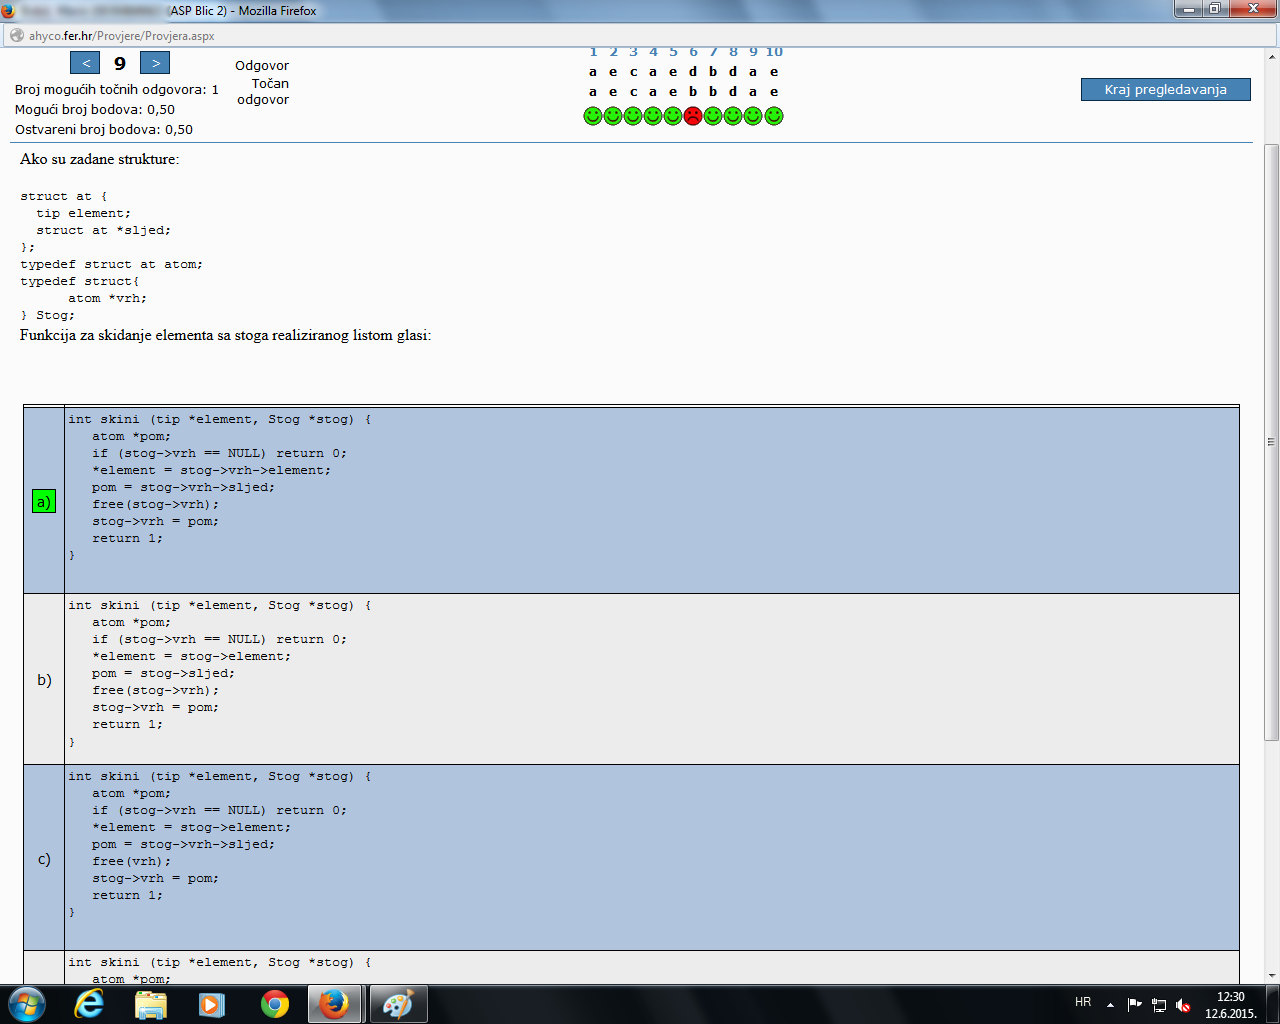 (ASP Blic 2) - Mozilla Firefox
ahyco.fer.hr/Provjere/Provjera.aspx
< 9 >
Broj mogućih točnih odgovora: 1
Mogući broj bodova: 0,50
Ostvareni broj bodova: 0,50
1 2 3 4 5 6 7 8 9 10
Odgovor a e c a e d b d a e
Točan odgovor a e c a e b b d a e
Kraj pregledavanja
Ako su zadane strukture:
struct at {
  tip element;
  struct at *sljed;
};
typedef struct at atom;
typedef struct{
      atom *vrh;
} Stog;
Funkcija za skidanje elementa sa stoga realiziranog listom glasi:
a)
int skini (tip *element, Stog *stog) {
   atom *pom;
   if (stog->vrh == NULL) return 0;
   *element = stog->vrh->element;
   pom = stog->vrh->sljed;
   free(stog->vrh);
   stog->vrh = pom;
   return 1;
}
b)
int skini (tip *element, Stog *stog) {
   atom *pom;
   if (stog->vrh == NULL) return 0;
   *element = stog->element;
   pom = stog->sljed;
   free(stog->vrh);
   stog->vrh = pom;
   return 1;
}
c)
int skini (tip *element, Stog *stog) {
   atom *pom;
   if (stog->vrh == NULL) return 0;
   *element = stog->element;
   pom = stog->vrh->sljed;
   free(vrh);
   stog->vrh = pom;
   return 1;
}
int skini (tip *element, Stog *stog) {
   atom *pom;
HR
12:30
12.6.2015.